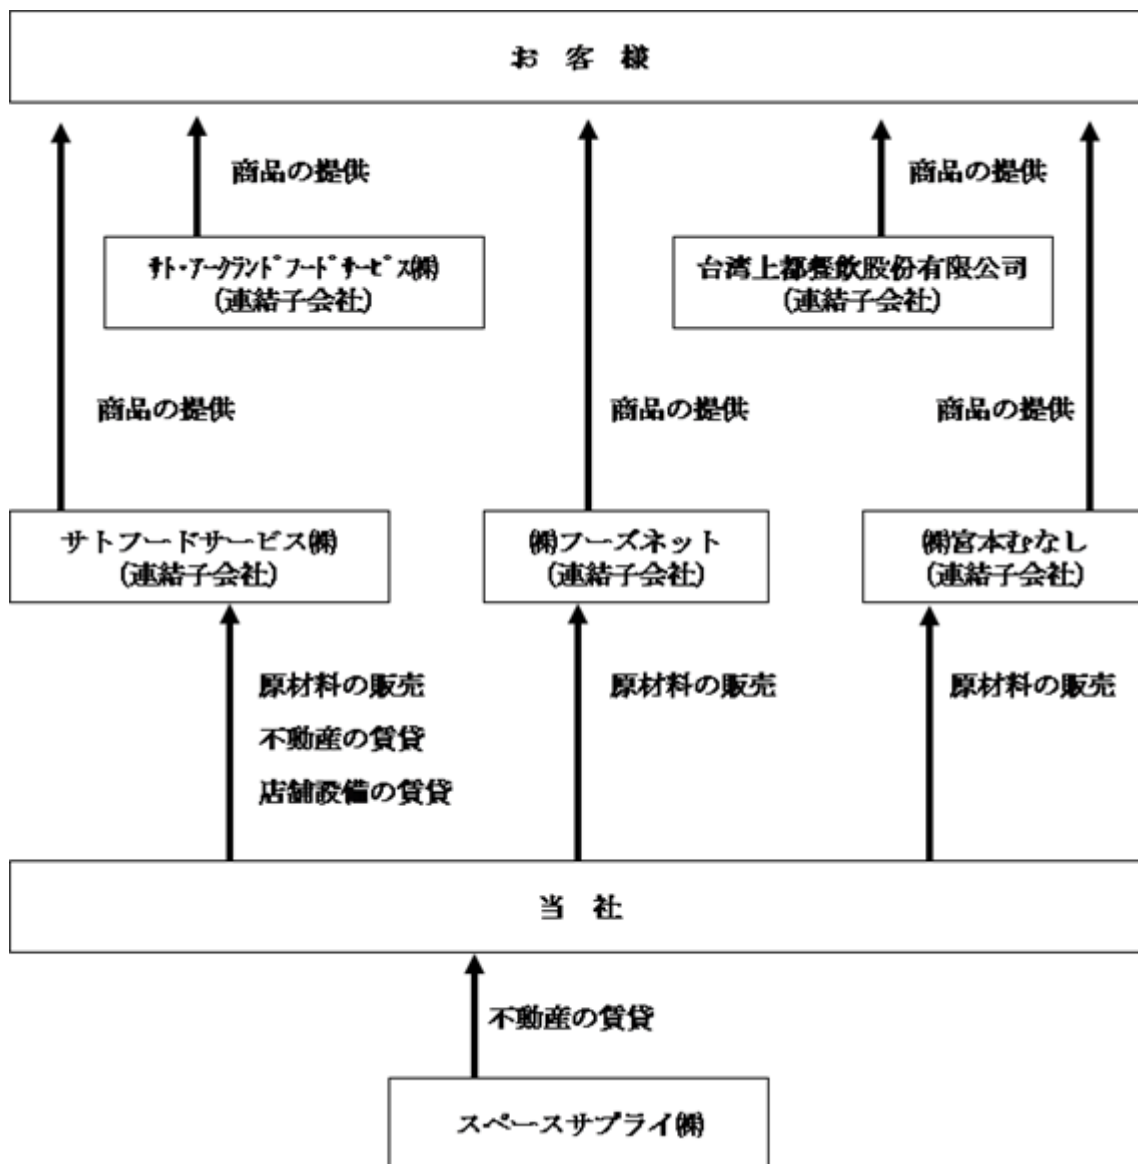 お 客 様
商品の提供
商品の提供
ｻﾄ・ｱｰｸﾗﾝﾄﾞﾌｰﾄﾞｻｰﾋﾞｽ㈱
（連結子会社）
台湾上都餐飲股份有限公司
（連結子会社）
商品の提供
商品の提供
商品の提供
サトフードサービス㈱
（連結子会社）
㈱フーズネット
（連結子会社）
㈱宮本むなし
（連結子会社）
原材料の販売
不動産の賃貸
店舗設備の賃貸
原材料の販売
原材料の販売
当 社
不動産の賃貸
スペースサプライ㈱